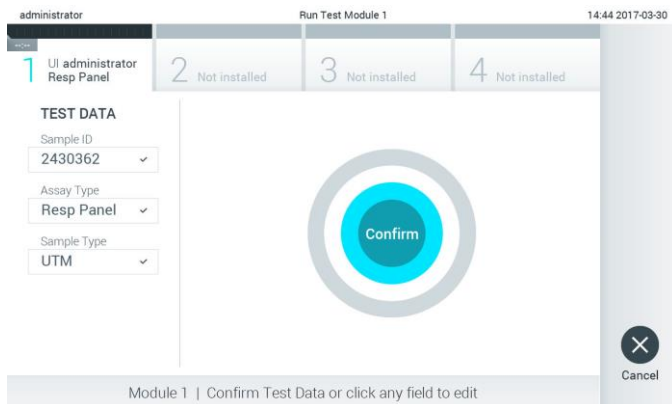 administrator
Run Test Module 1
14:44 2017-03-30
--:--
1
UI administrator
Resp Panel
2 Not installed
3 Not installed
4 Not installed
TEST DATA
Sample ID
2430362
Assay Type
Resp Panel
Sample Type
UTM
Confirm
Cancel
Module 1 | Confirm Test Data or click any field to edit